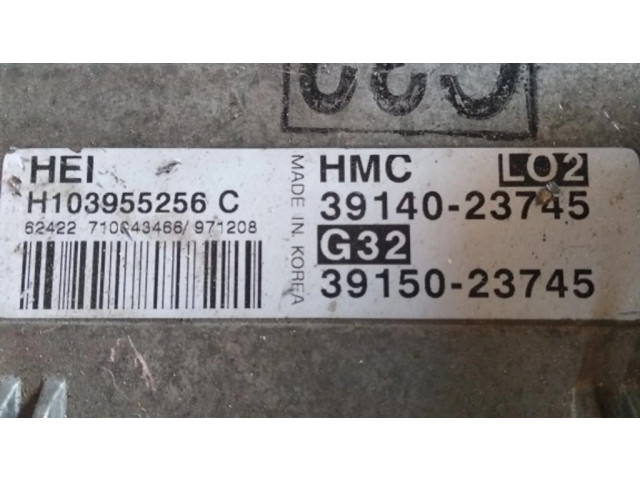 HEI
H103955256 C
62422 710043466/971208
MADE IN KOREA
HMC LO2
39140-23745
G32
39150-23745